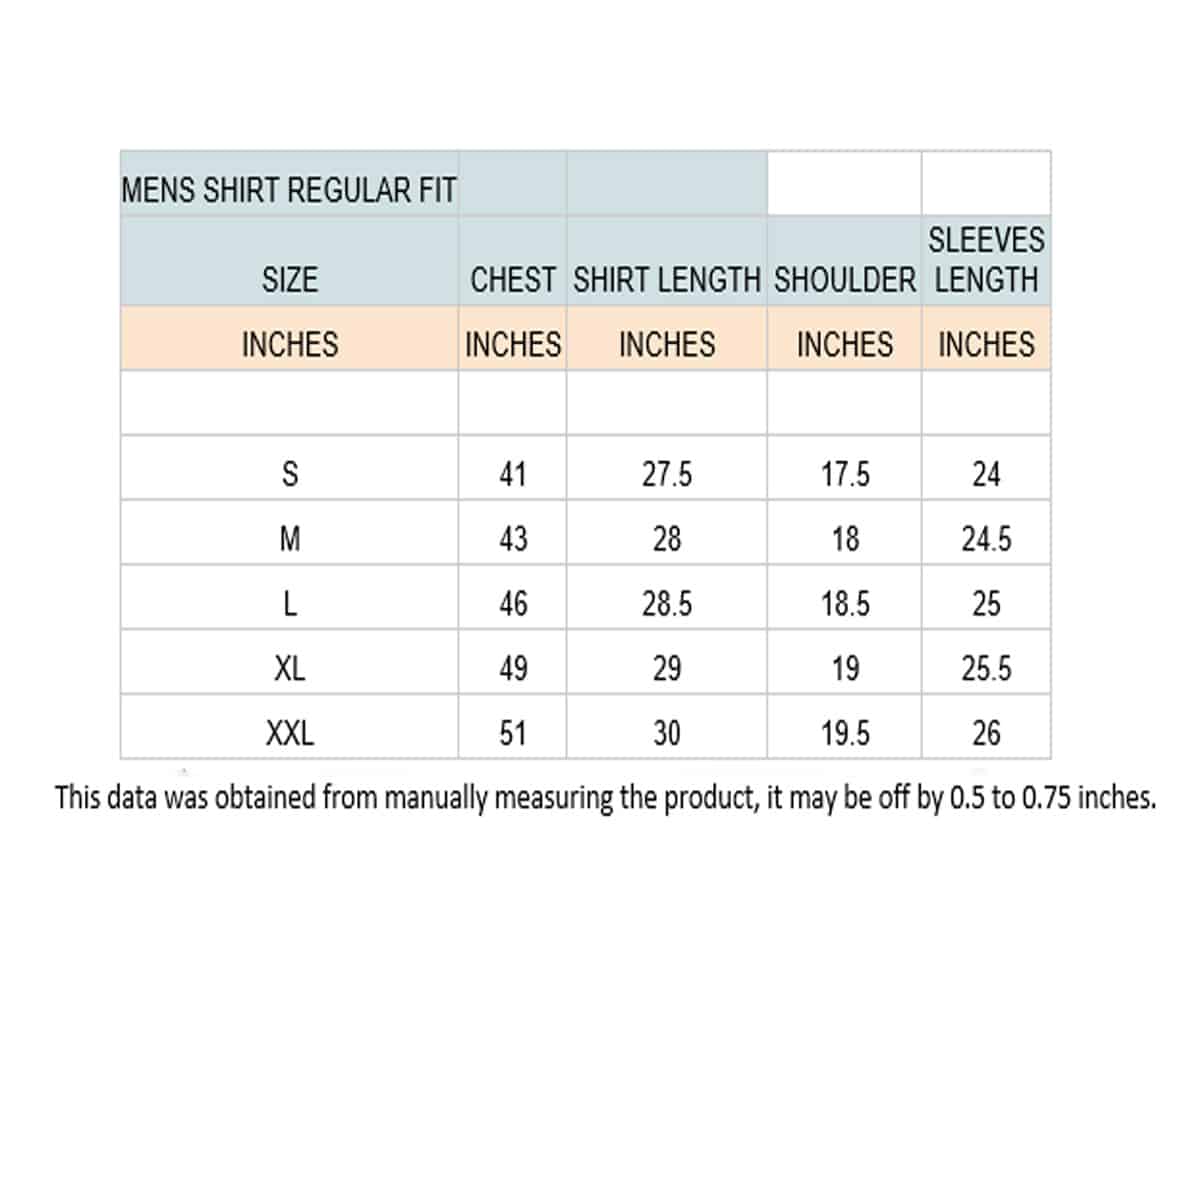 MENS SHIRT REGULAR FIT
SIZE CHEST SHIRT LENGTH SHOULDER SLEEVES LENGTH
INCHES INCHES INCHES INCHES INCHES
S 41 27.5 17.5 24
M 43 28 18 24.5
L 46 28.5 18.5 25
XL 49 29 19 25.5
XXL 51 30 19.5 26
This data was obtained from manually measuring the product, it may be off by 0.5 to 0.75 inches.